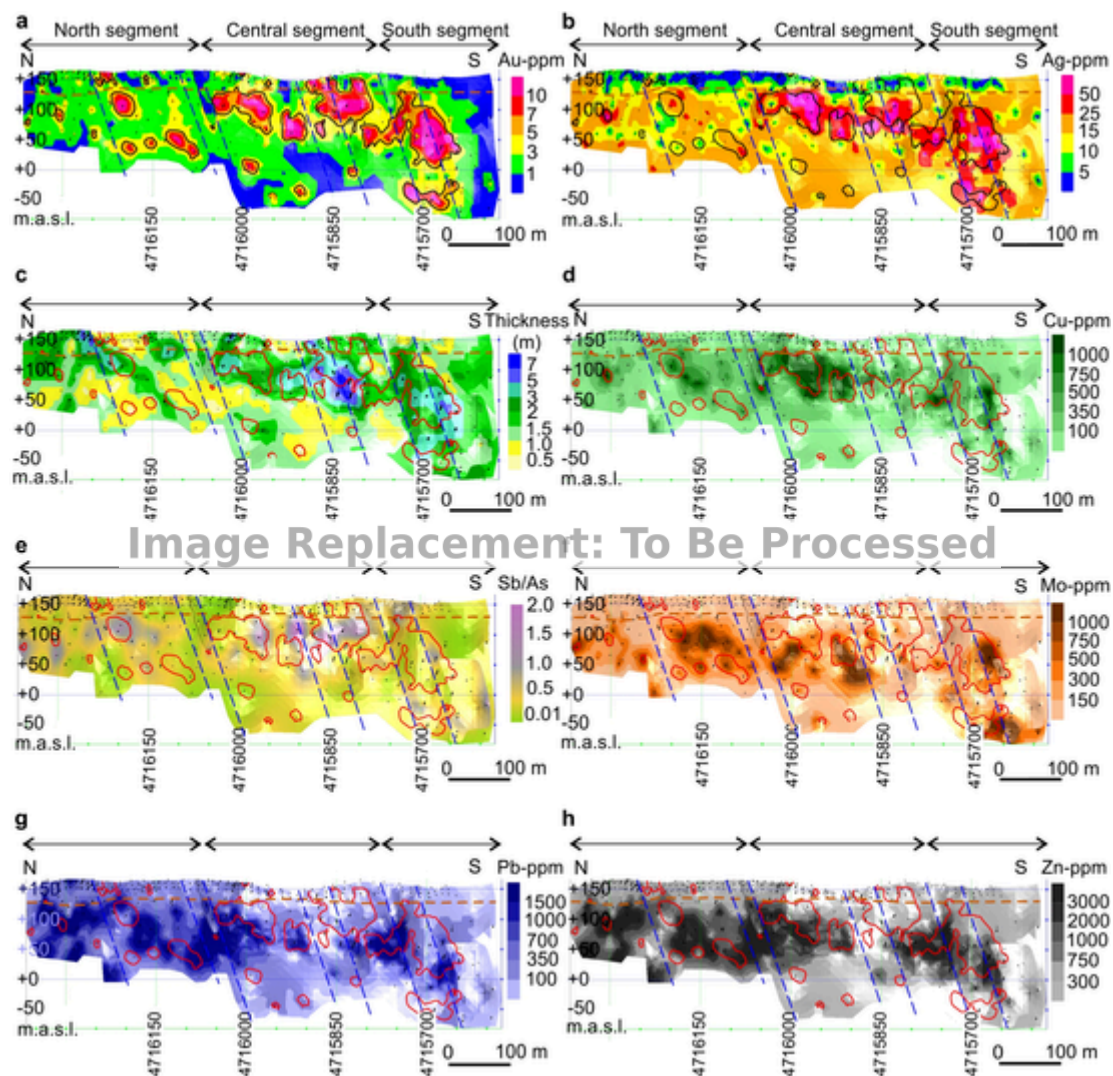 a
North segment Central segment South segment
N S Au-ppm
+150
100
50
+0
-50
m.a.s.l.
10
7
5
3
1
4716150 4716000 4715850 4715700
0 100 m
b
North segment Central segment South segment
N S Ag-ppm
+150
100
50
+0
-50
m.a.s.l.
50
25
15
10
5
4716150 4716000 4715850 4715700
0 100 m
c
N S Thickness
(m)
+150
100
50
+0
-50
m.a.s.l.
7
5
3
2
1.5
1.0
0.5
4716150 4716000 4715850 4715700
0 100 m
d
N S Cu-ppm
+150
100
50
+0
-50
m.a.s.l.
1000
750
500
350
100
4716150 4716000 4715850 4715700
0 100 m
Image Replacement: To Be Processed
e
N S Sb/As
+150
100
50
+0
-50
m.a.s.l.
2.0
1.5
1.0
0.5
0.01
4716150 4716000 4715850 4715700
0 100 m
N S Mo-ppm
+150
100
50
+0
-50
m.a.s.l.
1000
750
500
300
150
4716150 4716000 4715850 4715700
0 100 m
g
N S Pb-ppm
+150
100
50
+0
-50
m.a.s.l.
1500
1000
700
350
100
4716150 4716000 4715850 4715700
0 100 m
h
N S Zn-ppm
+150
100
50
+0
-50
m.a.s.l.
3000
2000
1000
700
300
4716150 4716000 4715850 4715700
0 100 m